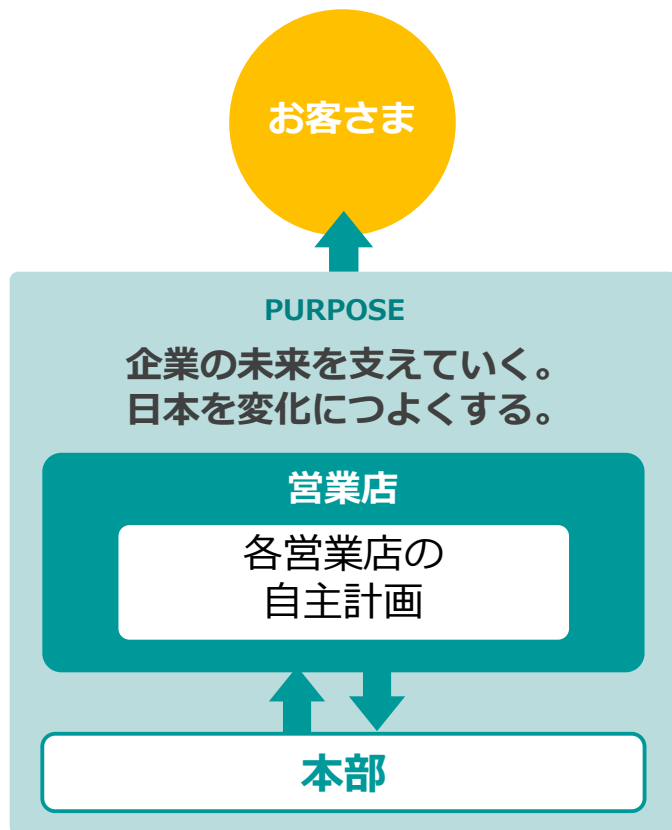 お客さま
PURPOSE
企業の未来を支えていく。
日本を変化につよくする。
営業店
各営業店の
自主計画
本部